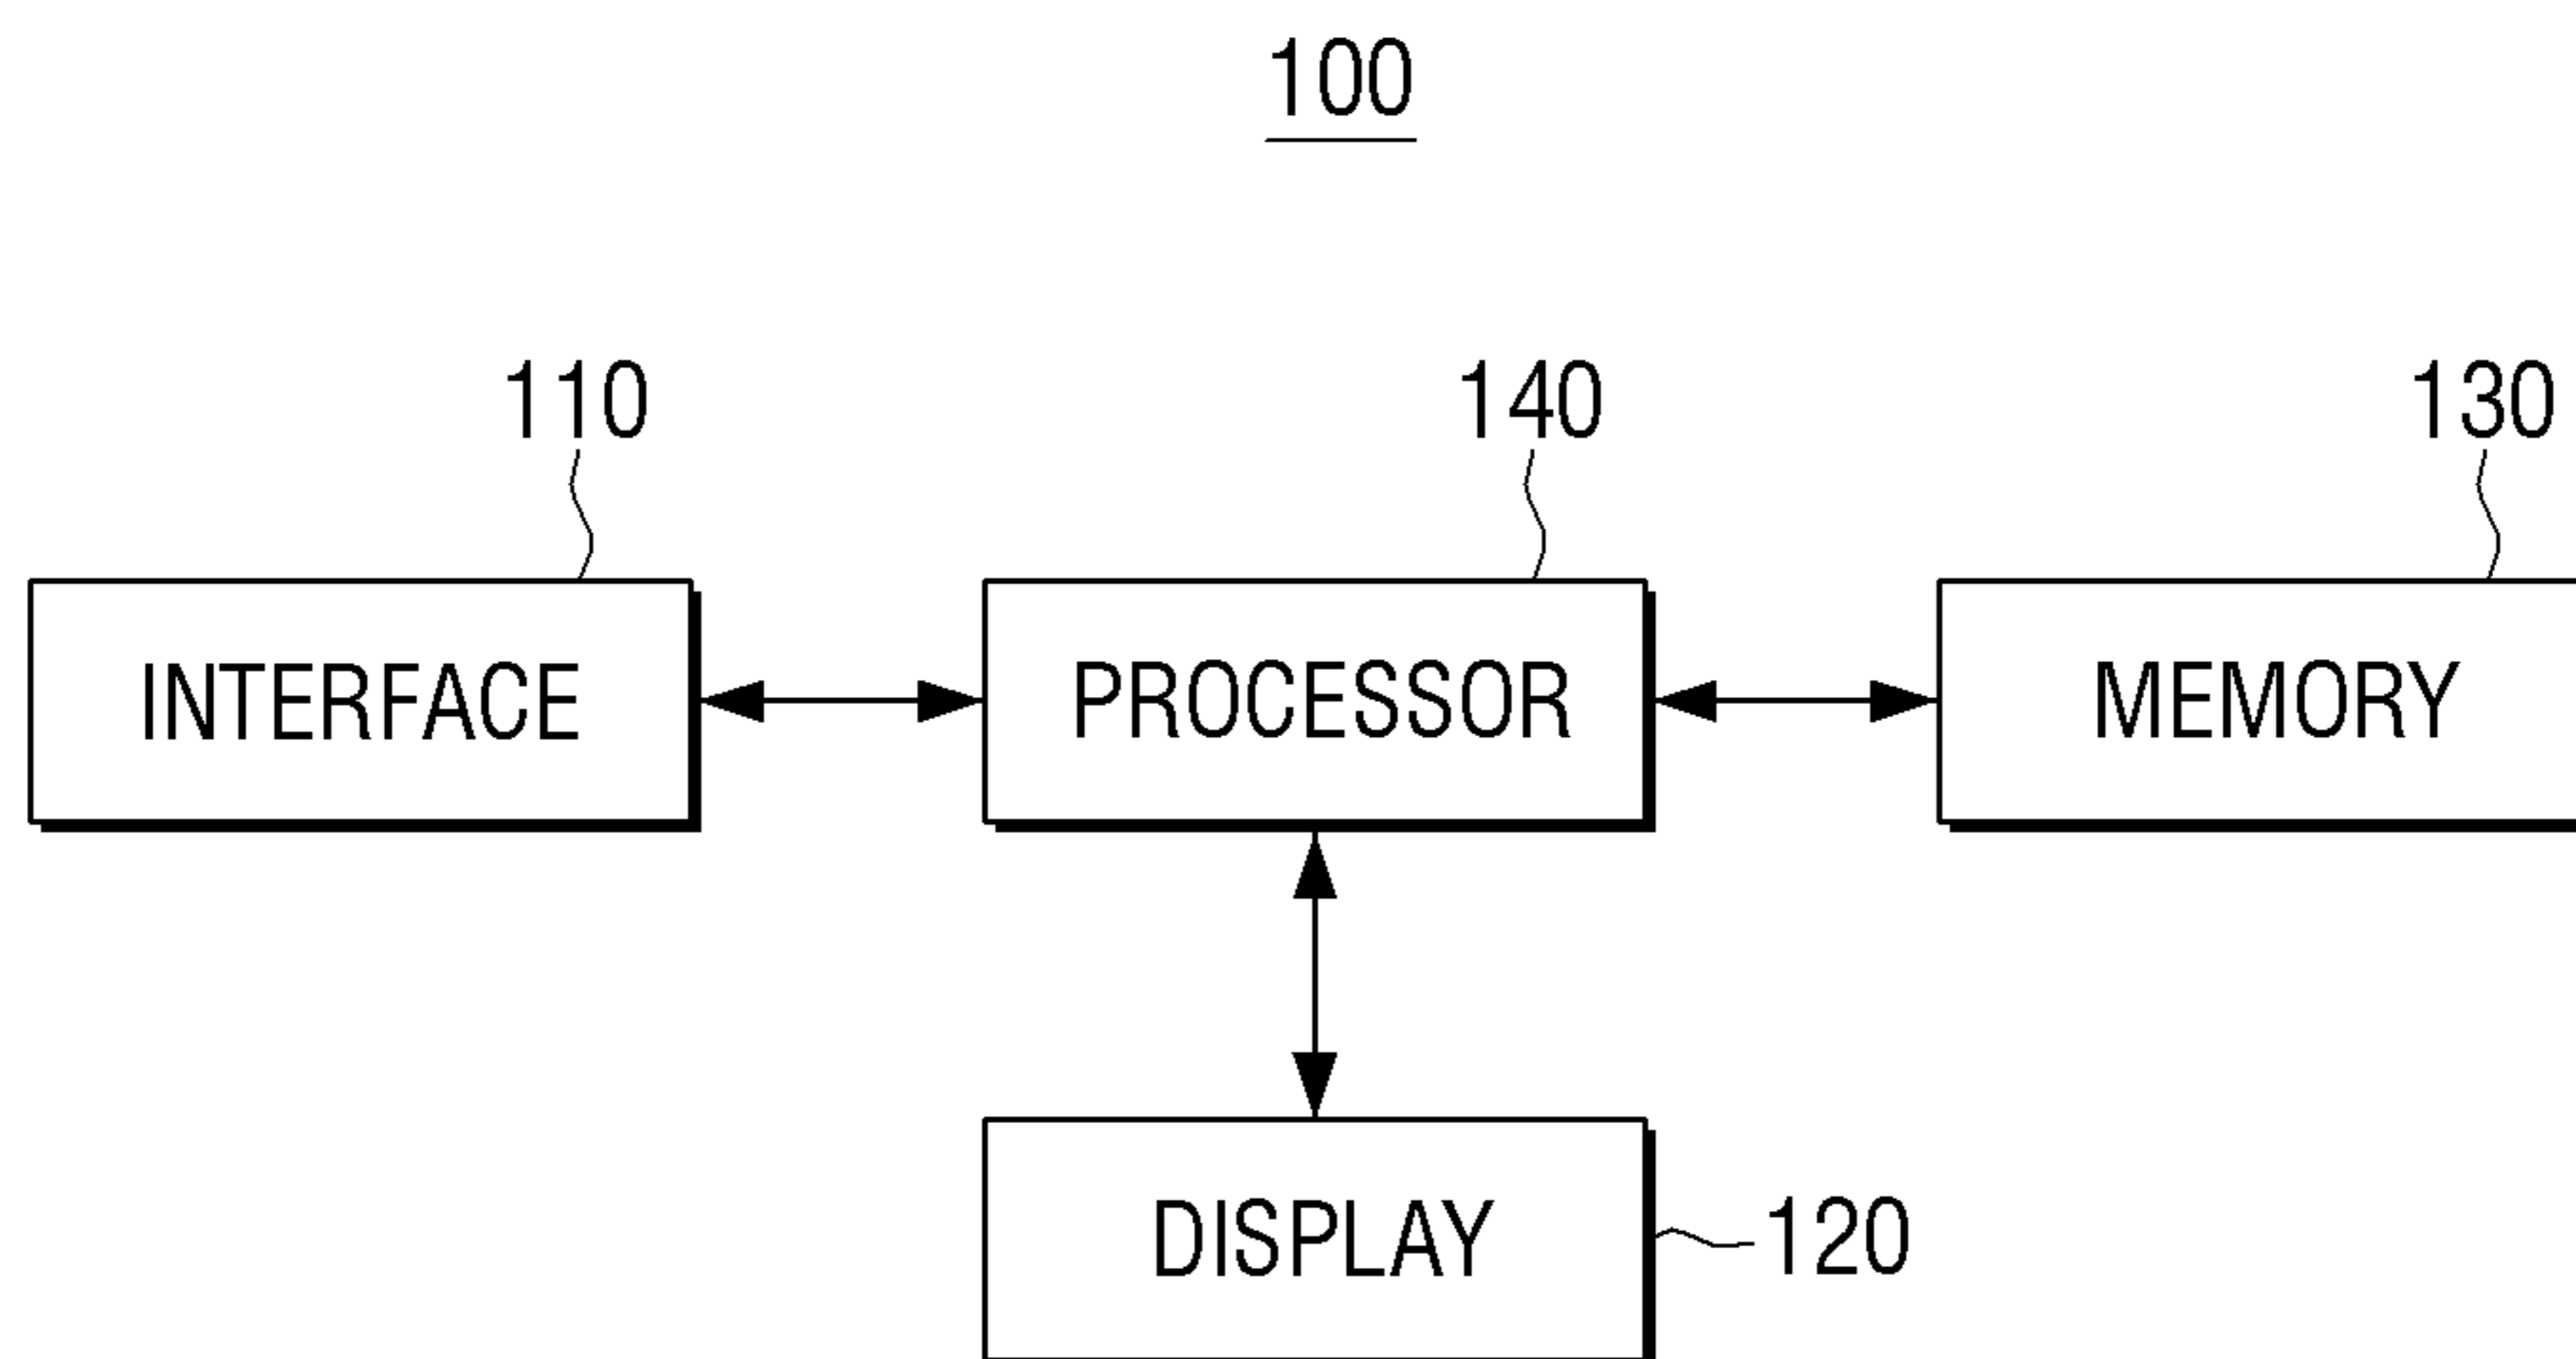 100
110
140
130
INTERFACE
PROCESSOR
MEMORY
DISPLAY
120